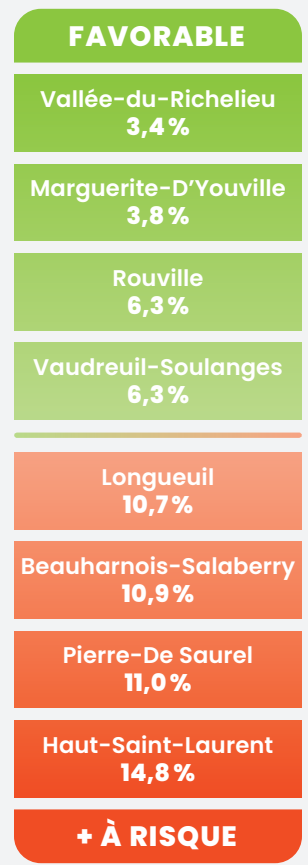 FAVORABLE
Vallée-du-Richelieu
3,4 %
Marguerite-D’Youville
3,8 %
Rouville
6,3 %
Vaudreuil-Soulanges
6,3 %
Longueuil
10,7 %
Beauharnois-Salaberry
10,9 %
Pierre-De Saurel
11,0 %
Haut-Saint-Laurent
14,8 %
+ À RISQUE